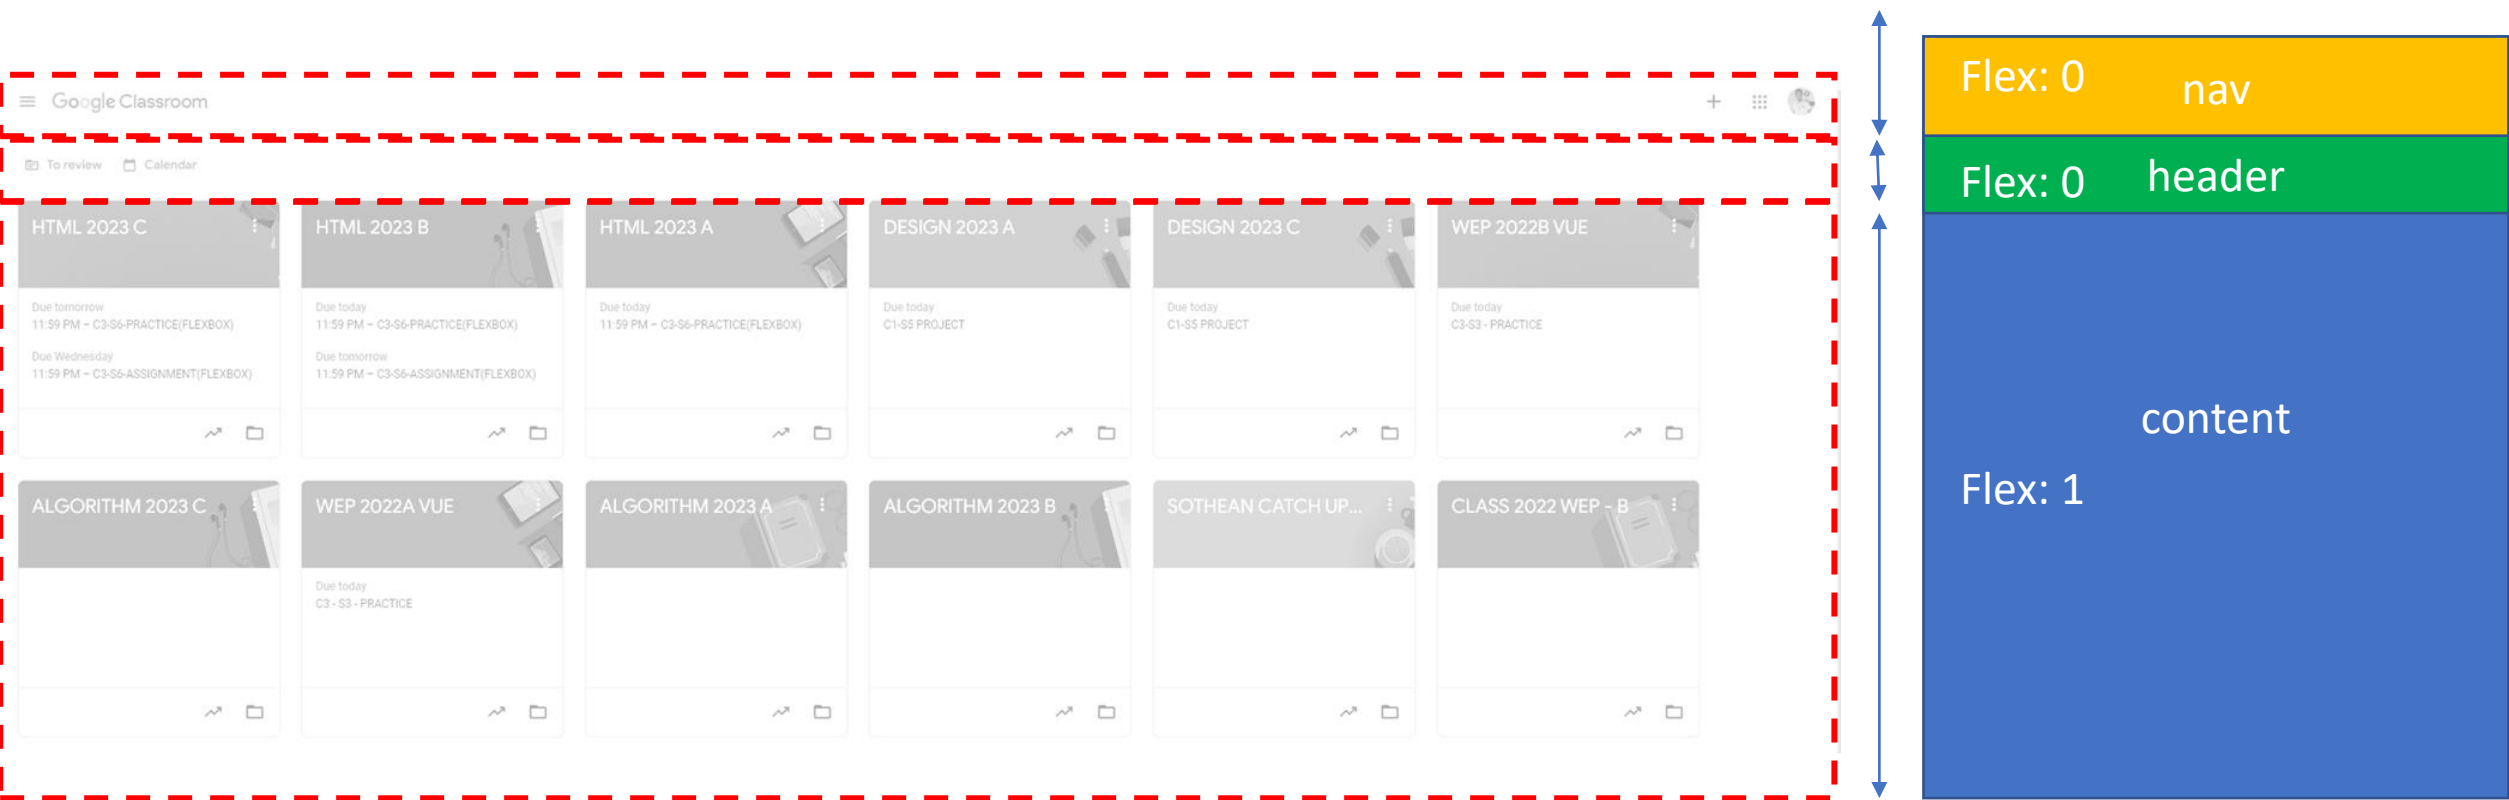 Google Classroom
To review Calendar
HTML 2023 C
Due tomorrow
11:59 PM – C3-S6-PRACTICE(FLEXBOX)
Due Wednesday
11:59 PM – C3-S6-ASSIGNMENT(FLEXBOX)
HTML 2023 B
Due today
11:59 PM – C3-S6-PRACTICE(FLEXBOX)
Due tomorrow
11:59 PM – C3-S6-ASSIGNMENT(FLEXBOX)
HTML 2023 A
Due today
11:59 PM – C3-S6-PRACTICE(FLEXBOX)
DESIGN 2023 A
Due today
C1-S5 PROJECT
DESIGN 2023 C
Due today
C1-S5 PROJECT
WEP 2022B VUE
Due today
C3-S3 - PRACTICE
ALGORITHM 2023 C
WEP 2022A VUE
Due today
C3 - S3 - PRACTICE
ALGORITHM 2023 A
ALGORITHM 2023 B
SOTHEAN CATCH UP...
CLASS 2022 WEP - B
Flex: 0 nav
Flex: 0 header
content
Flex: 1